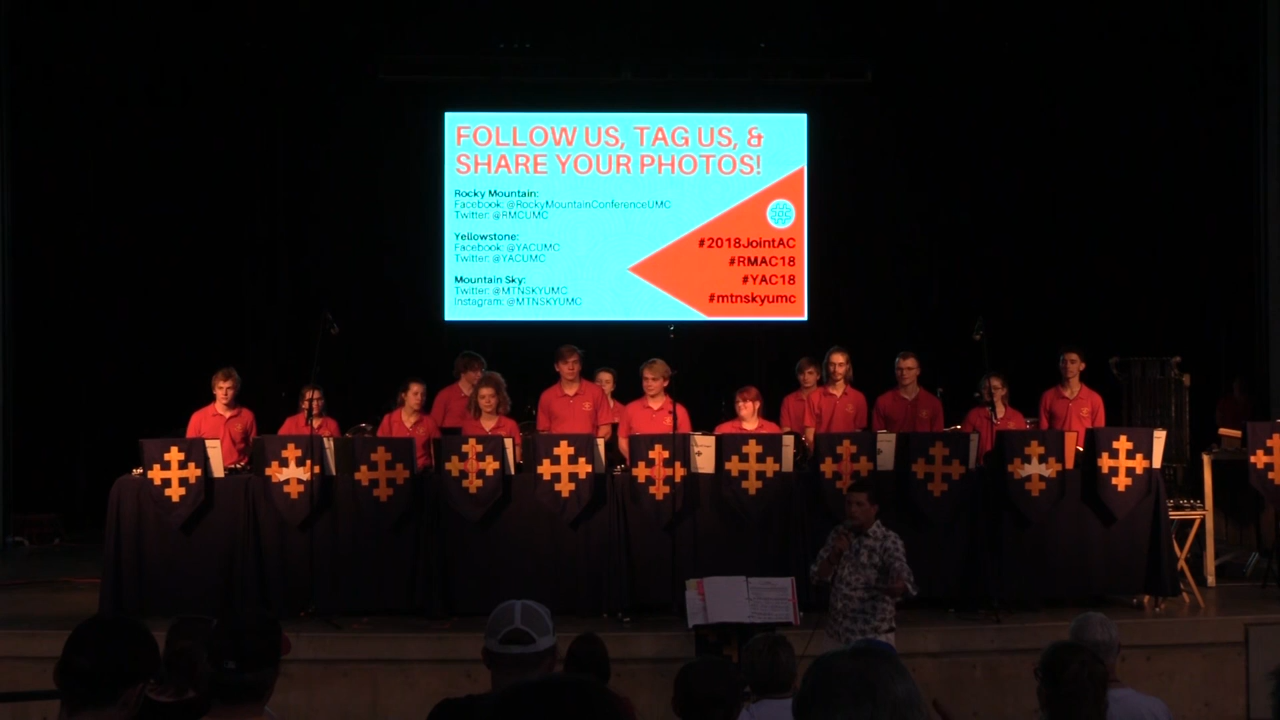 FOLLOW US, TAG US, &
SHARE YOUR PHOTOS!
Rocky Mountain:
Facebook: @RockyMountainConferenceUMC
Twitter: @RMCUMC
Yellowstone:
Facebook: @YACUMC
Twitter: @YACUMC
Mountain Sky:
Twitter: @MTNSKYUMC
Instagram: @MTNSKYUMC
#2018JointAC
#RMAC18
#YAC18
#mtnskyumc